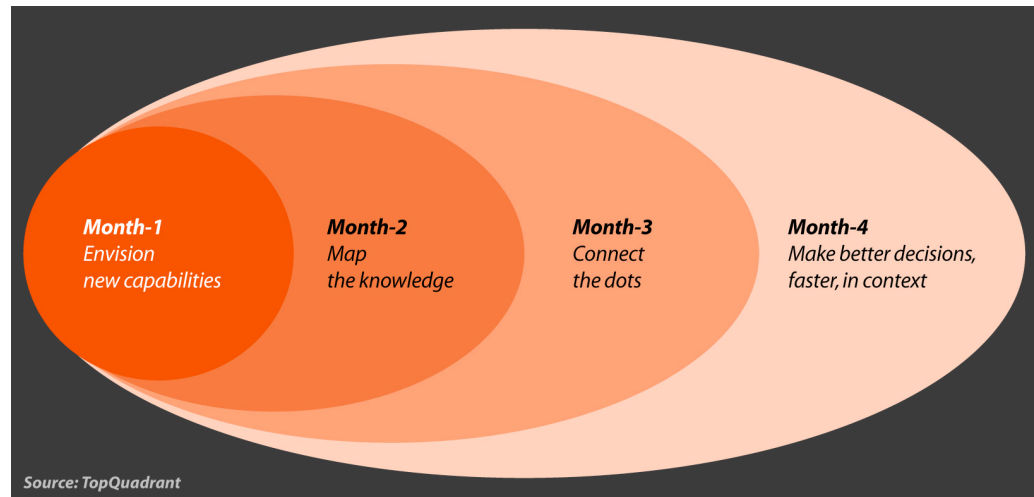 Month-1
Envision
new capabilities
Month-2
Map
the knowledge
Month-3
Connect
the dots
Month-4
Make better decisions,
faster, in context
Source: TopQuadrant